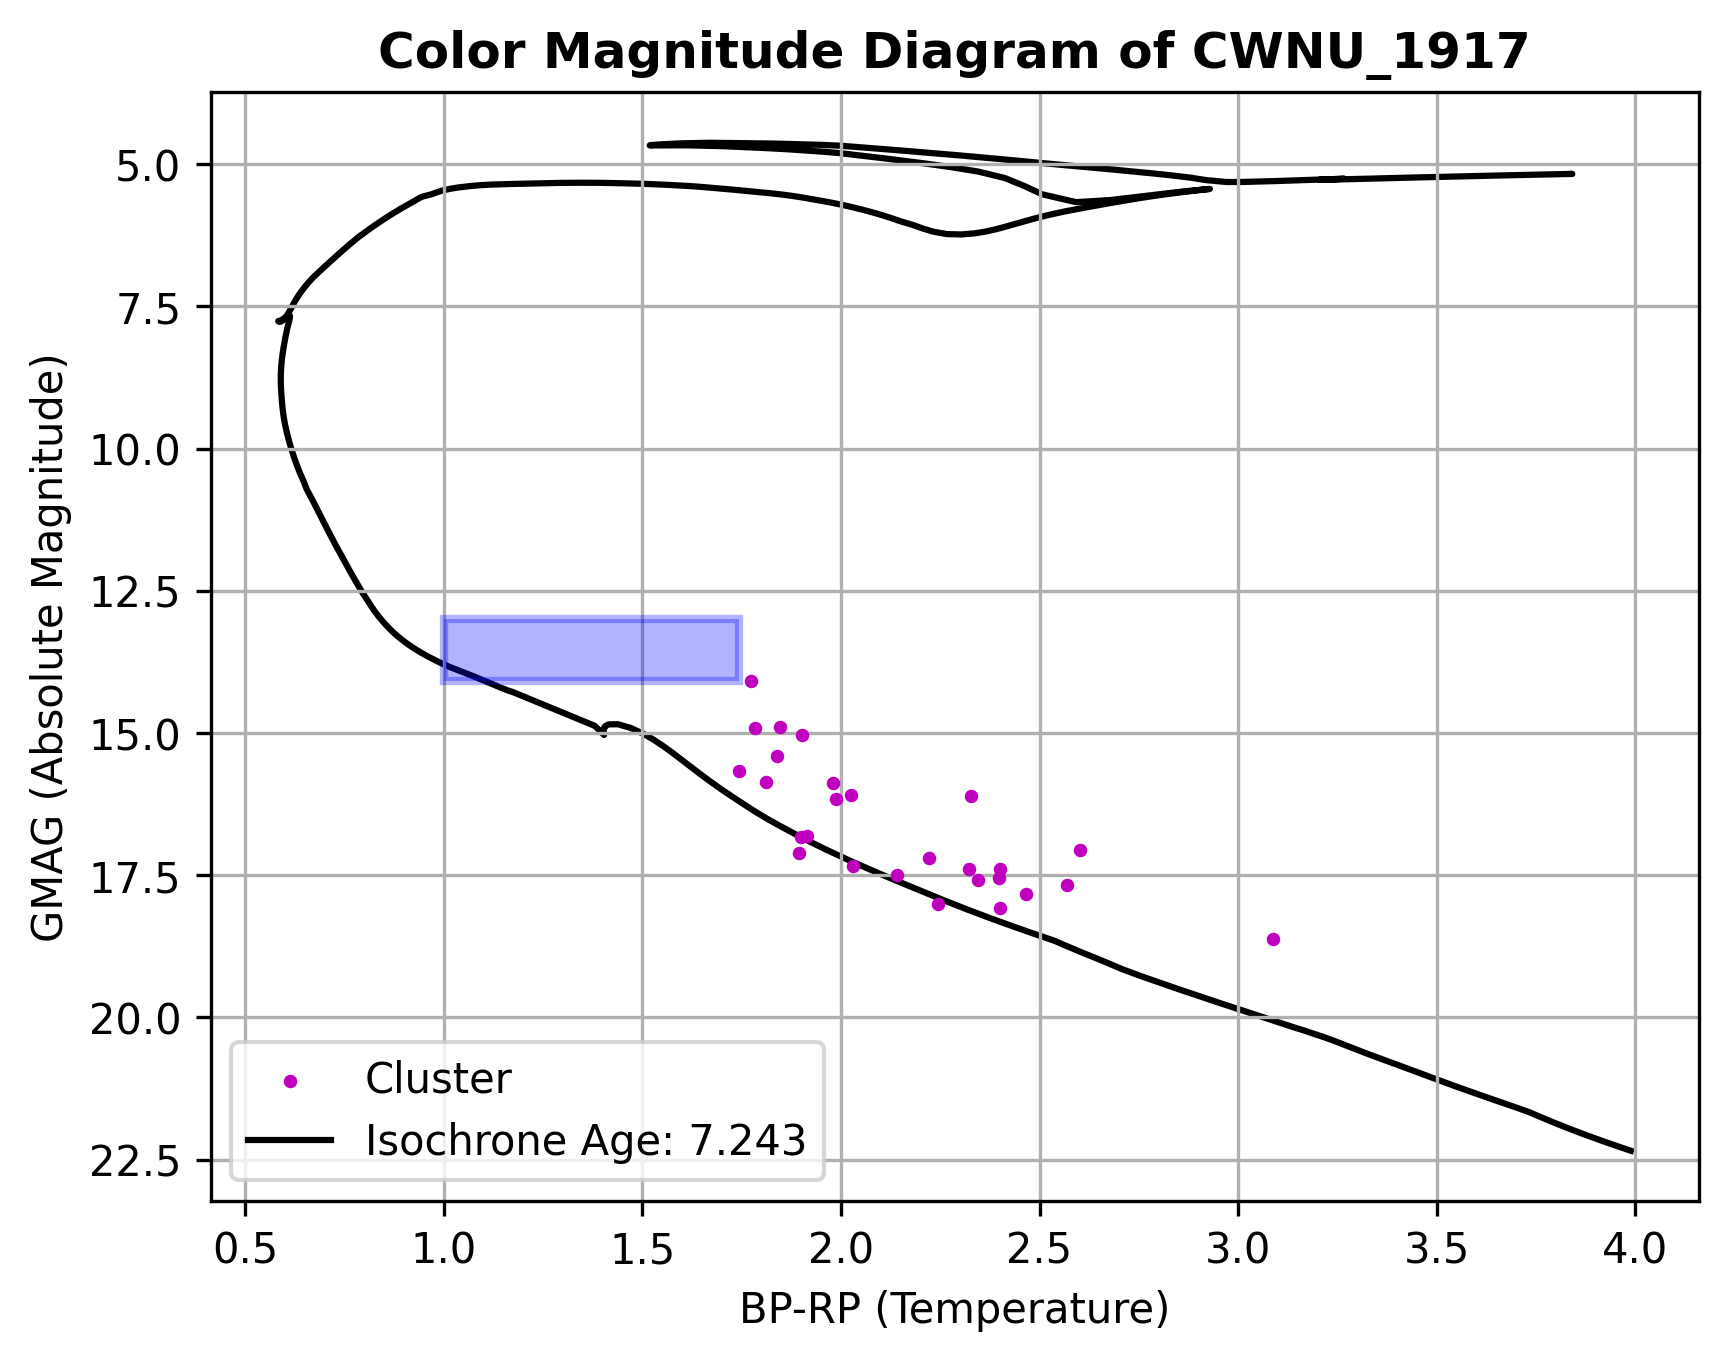 Color Magnitude Diagram of CWNU_1917
GMAG (Absolute Magnitude)
5.0
7.5
10.0
12.5
15.0
17.5
20.0
22.5
Cluster
Isochrone Age: 7.243
0.5 1.0 1.5 2.0 2.5 3.0 3.5 4.0
BP-RP (Temperature)